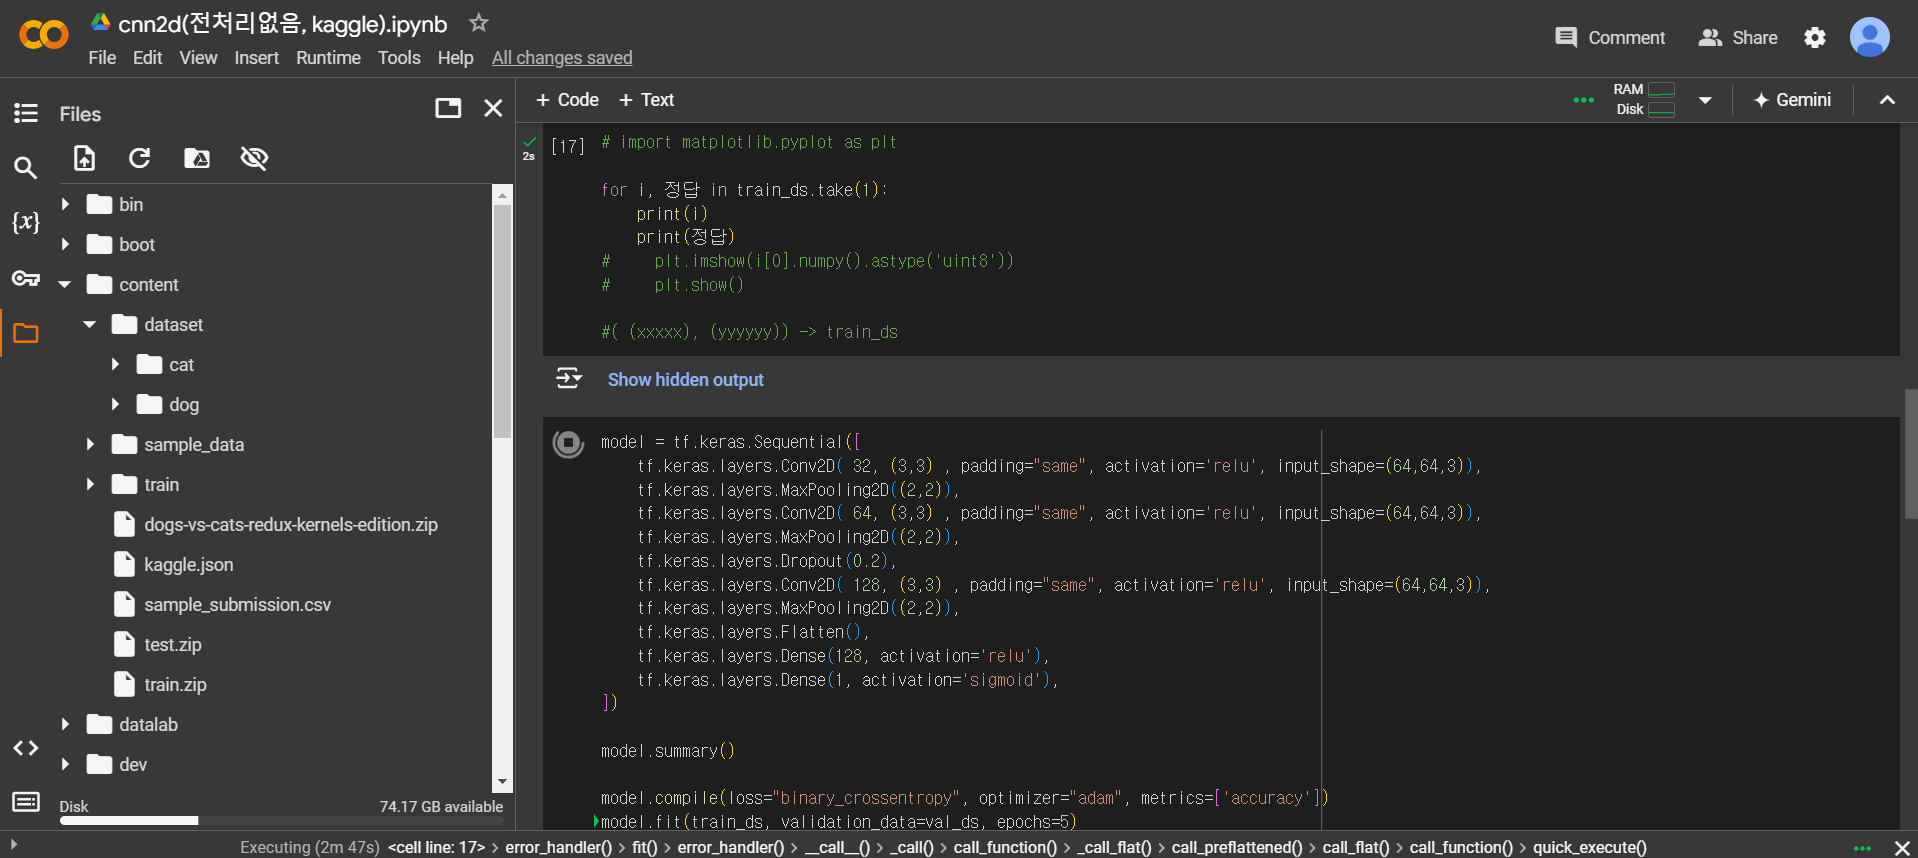 cnn2d(전처리없음, kaggle).ipynb
File Edit View Insert Runtime Tools Help All changes saved
Comment Share
Files
+ Code + Text
RAM
Disk
Gemini
bin
boot
content
dataset
cat
dog
sample_data
train
dogs-vs-cats-redux-kernels-edition.zip
kaggle.json
sample_submission.csv
test.zip
train.zip
datalab
dev
Disk 74.17 GB available
{x}
2s
[17]
# import matplotlib.pyplot as plt
for i, 정답 in train_ds.take(1):
    print(i)
    print(정답)
#     plt.imshow(i[0].numpy().astype('uint8'))
#     plt.show()
#( (xxxxx), (yyyyyy)) -> train_ds
Show hidden output
model = tf.keras.Sequential([
    tf.keras.layers.Conv2D( 32, (3,3) , padding="same", activation='relu', input_shape=(64,64,3)),
    tf.keras.layers.MaxPooling2D((2,2)),
    tf.keras.layers.Conv2D( 64, (3,3) , padding="same", activation='relu', input_shape=(64,64,3)),
    tf.keras.layers.MaxPooling2D((2,2)),
    tf.keras.layers.Dropout(0.2),
    tf.keras.layers.Conv2D( 128, (3,3) , padding="same", activation='relu', input_shape=(64,64,3)),
    tf.keras.layers.MaxPooling2D((2,2)),
    tf.keras.layers.Flatten(),
    tf.keras.layers.Dense(128, activation='relu'),
    tf.keras.layers.Dense(1, activation='sigmoid'),
])
model.summary()
model.compile(loss="binary_crossentropy", optimizer="adam", metrics=['accuracy'])
model.fit(train_ds, validation_data=val_ds, epochs=5)
Executing (2m 47s) <cell line: 17> > error_handler() > fit() > error_handler() > __call__() > _call() > call_function() > _call_flat() > call_preflattened() > call_flat() > call_function() > quick_execute()